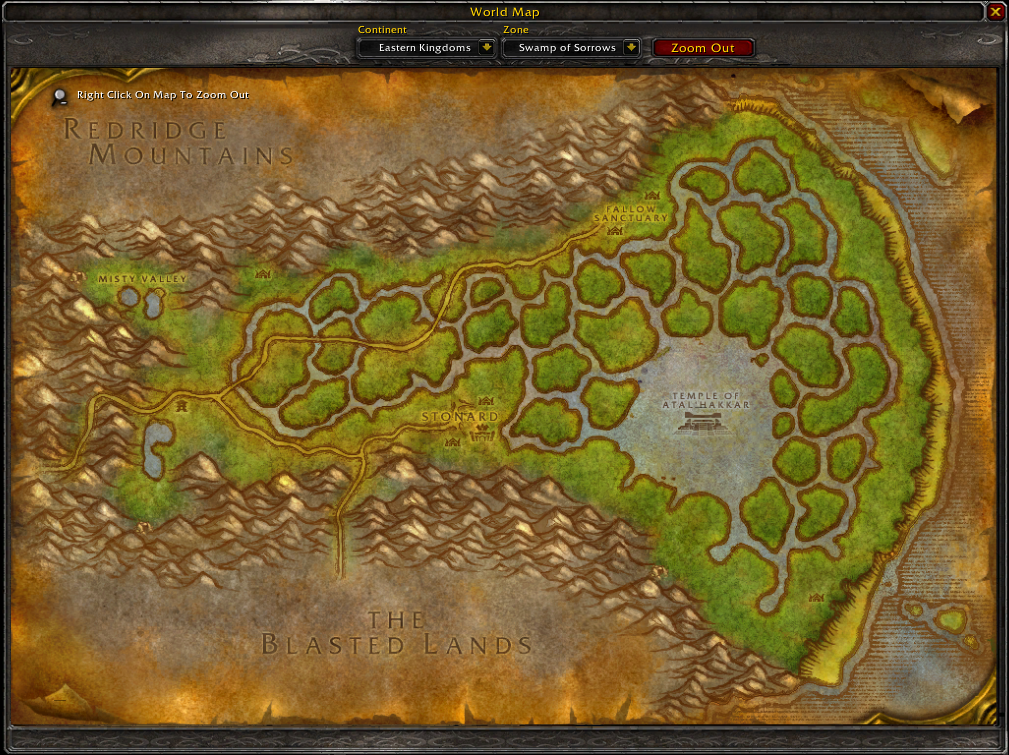 World Map
Continent
Zone
Eastern Kingdoms
Swamp of Sorrows
Zoom Out
Right Click On Map To Zoom Out
REDRIDGE
MOUNTAINS
FALLOW
SANCTUARY
MISTY VALLEY
TEMPLE OF
ATAL'HAKKAR
STONARD
THE
BLASTED LANDS